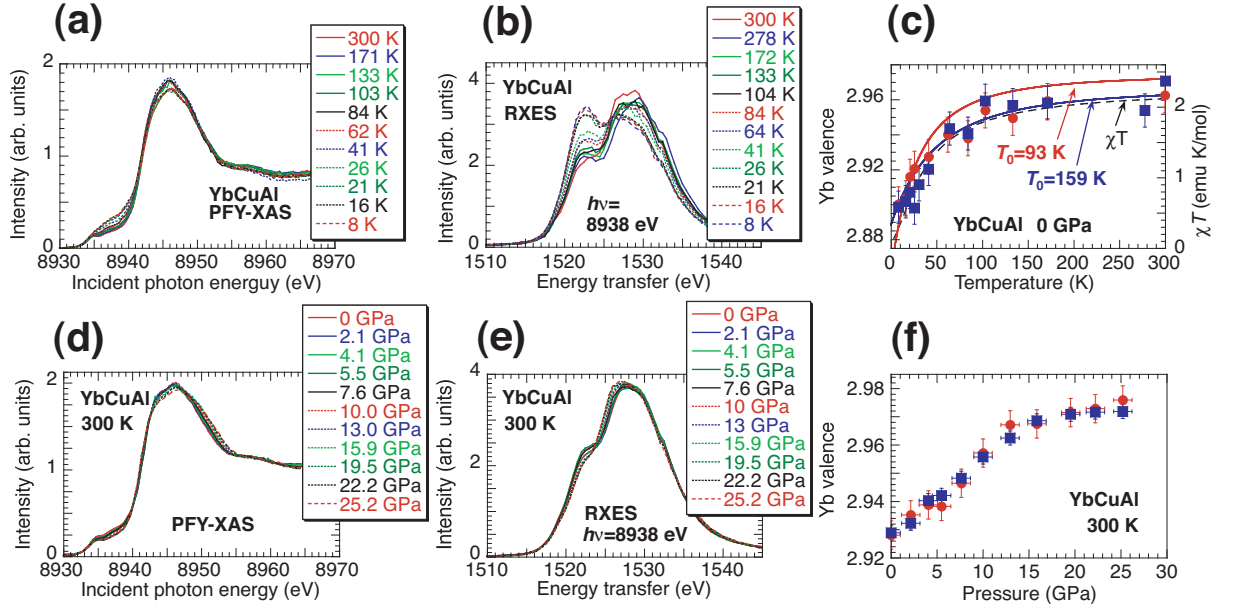 (a)
Intensity (arb. units)
2
1
0
8930 8940 8950 8960 8970
Incident photon energuy (eV)
YbCuAl
PFY-XAS
300 K
171 K
133 K
103 K
84 K
62 K
41 K
26 K
21 K
16 K
8 K
(b)
YbCuAl
RXES
Intensity (arb. units)
4
2
0
1510 1520 1530 1540
Energy transfer (eV)
hν=
8938 eV
300 K
278 K
172 K
133 K
104 K
84 K
64 K
41 K
26 K
21 K
16 K
8 K
(c)
Yb valence
2.96
2.92
2.88
0 50 100 150 200 250 300
Temperature (K)
2
1
0
χ T (emu K/mol)
T0=93 K
χT
T0=159 K
YbCuAl 0 GPa
(d)
YbCuAl
300 K
Intensity (arb. units)
2
1
0
8930 8940 8950 8960 8970
Incident photon energuy (eV)
PFY-XAS
0 GPa
2.1 GPa
4.1 GPa
5.5 GPa
7.6 GPa
10.0 GPa
13.0 GPa
15.9 GPa
19.5 GPa
22.2 GPa
25.2 GPa
(e)
YbCuAl
300 K
Intensity (arb. units)
4
2
0
1510 1520 1530 1540
Energy transfer (eV)
RXES
hν=8938 eV
0 GPa
2.1 GPa
4.1 GPa
5.5 GPa
7.6 GPa
10 GPa
13 GPa
15.9 GPa
19.5 GPa
22.2 GPa
25.2 GPa
(f)
Yb valence
2.98
2.96
2.94
2.92
0 5 10 15 20 25 30
Pressure (GPa)
YbCuAl
300 K